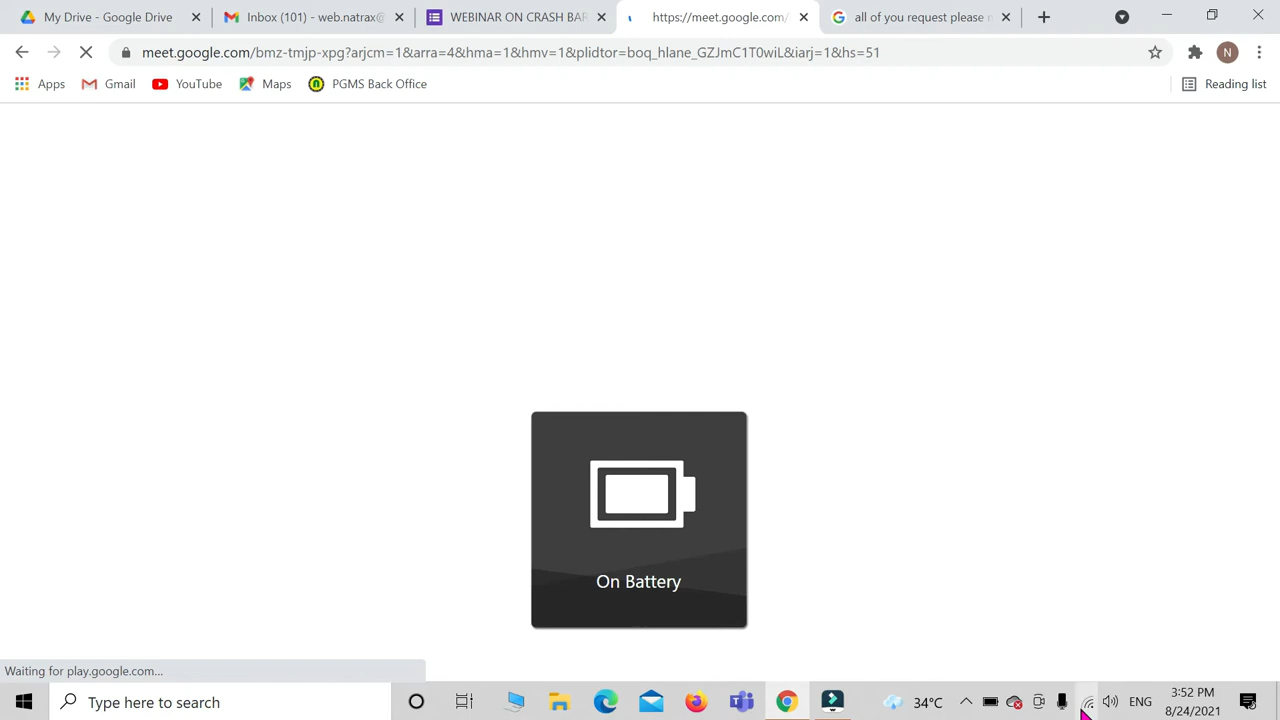 My Drive - Google Drive
Inbox (101) - web.natrax@
WEBINAR ON CRASH BAR
https://meet.google.com/
all of you request please n
meet.google.com/bmz-tmjp-xpg?arjcm=1&arra=4&hma=1&hmv=1&plidtor=boq_hlane_GZJmC1T0wiL&iarj=1&hs=51
N
Apps
Gmail
YouTube
Maps
PGMS Back Office
Reading list
On Battery
Waiting for play.google.com...
Type here to search
34°C
ENG
3:52 PM
8/24/2021